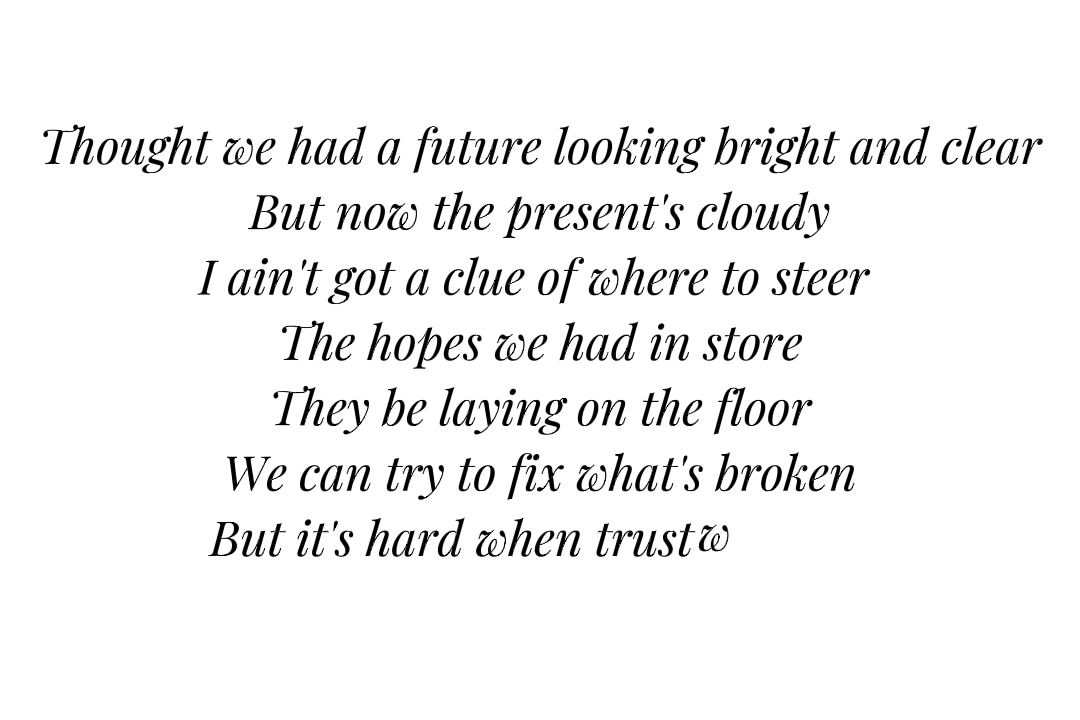 Thought we had a future looking bright and clear
But now the present's cloudy
I ain't got a clue of where to steer
The hopes we had in store
They be laying on the floor
We can try to fix what's broken
But it's hard when trust w